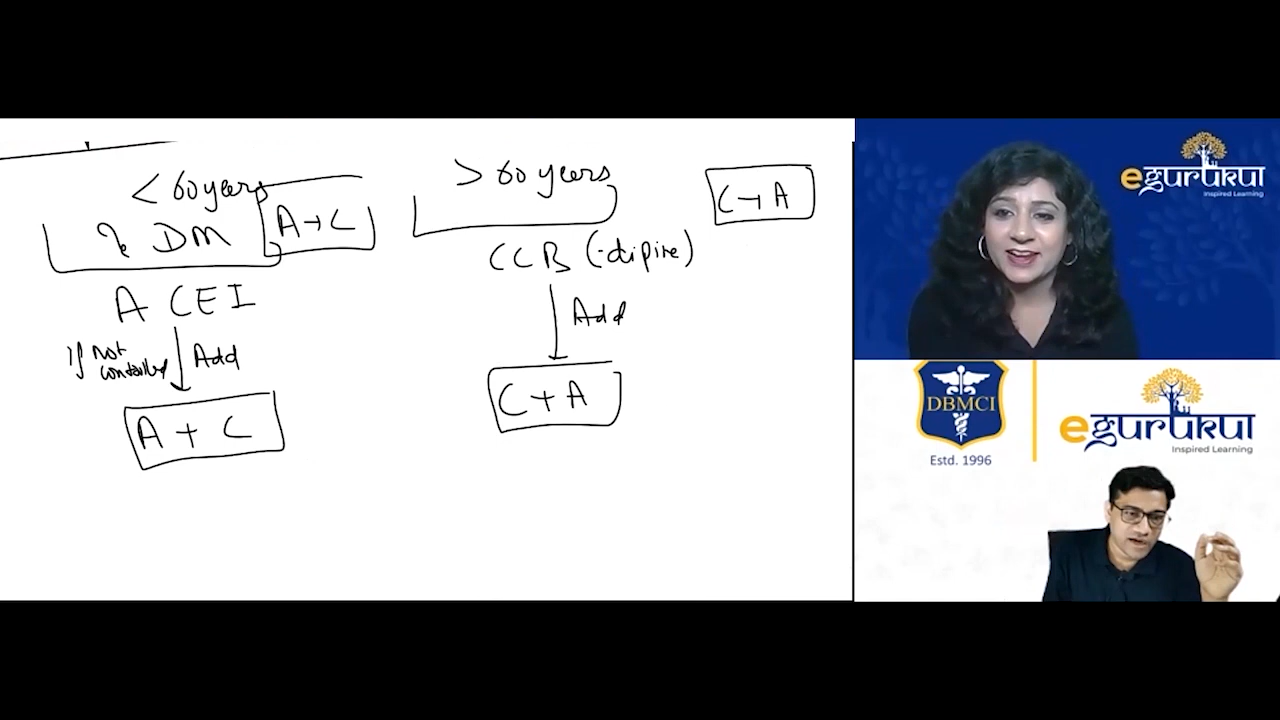 < 60 years
% DM
A + C
A CEI
If not controlled
Add
A + C
> 60 years
C + A
CCB (-dipine)
Add
C + A
egurukul
Inspired Learning
DBMCI
Estd. 1996
egurukul
Inspired Learning